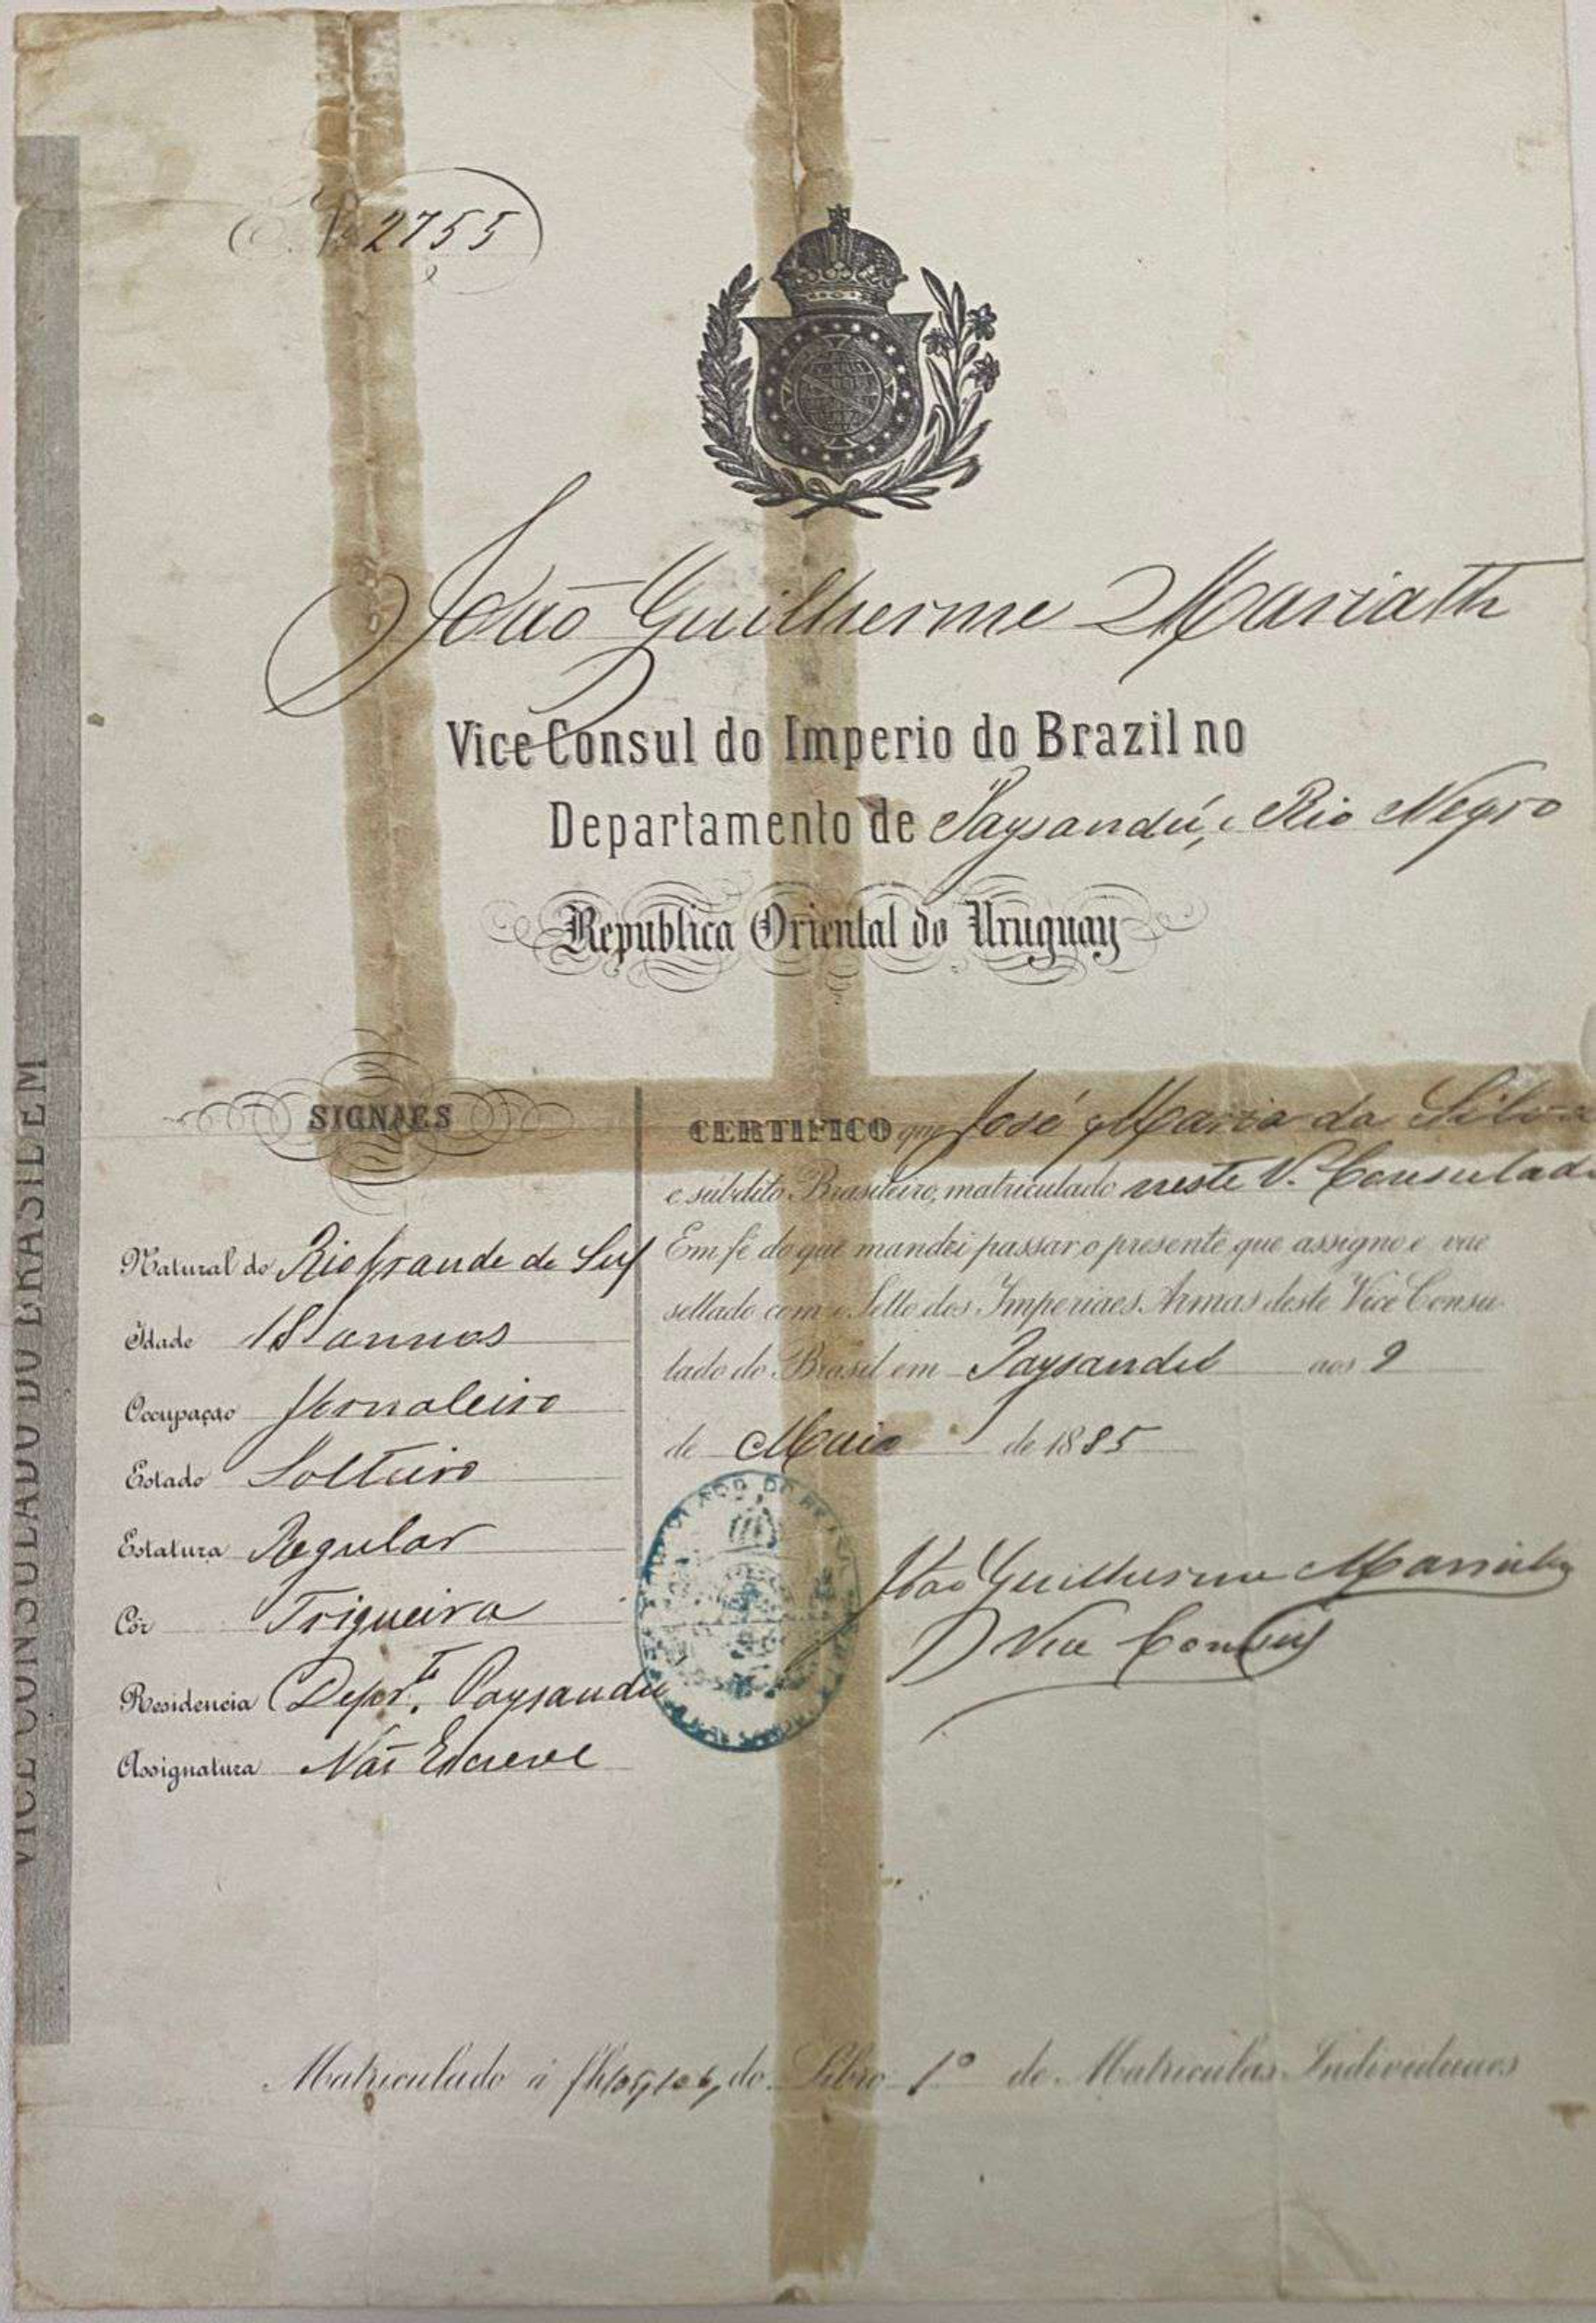 Nº 2755
João Guilherme Mariath
Vice Consul do Imperio do Brazil no
Departamento de Paysandú, e Rio Negro
Republica Oriental do Uruguay
VICE CONSULADO DO BRASIL EM
SIGNAES
Natural do Rio Grande do Sul
Idade 18 annos
Occupação Jornaleiro
Estado Solteiro
Estatura Regular
Côr Trigueira
Residencia Depart.to Paysandú
Assignatura Não Escreve
CERTIFICO que José Maria da Silva
e subdito Brasileiro, matriculado neste V. Consulado
Em fé do que mandei passar o presente que assigno e vae
sellado com o Sello das Imperiaes Armas deste Vice Consu
lado do Brasil em Paysandú aos 9
de Maio de 1885
João Guilherme Mariath
Vice Consul
Matriculado á do Libro 1º de Matriculas Individuaes